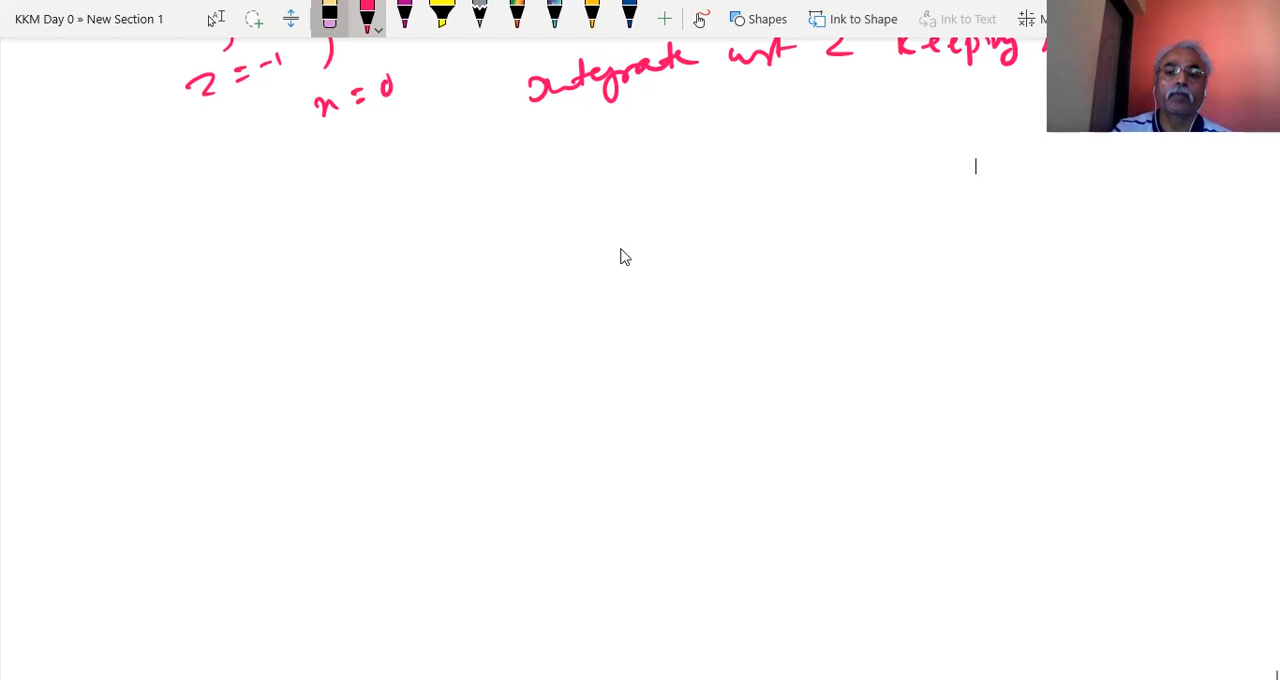 KKM Day 0 » New Section 1 Shapes Ink to Shape Ink to Text M
z = -1
x = 0
integrate wrt z keeping